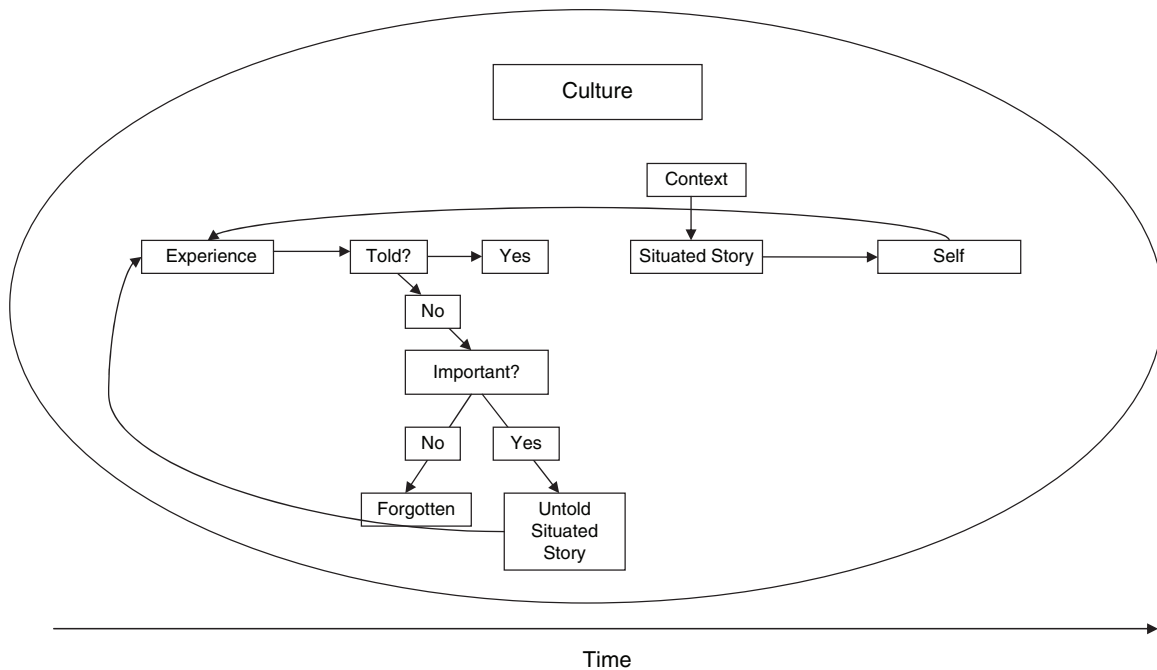 Culture
Context
Experience
Told?
Yes
Situated Story
Self
No
Important?
No
Yes
Forgotten
Untold
Situated
Story
Time